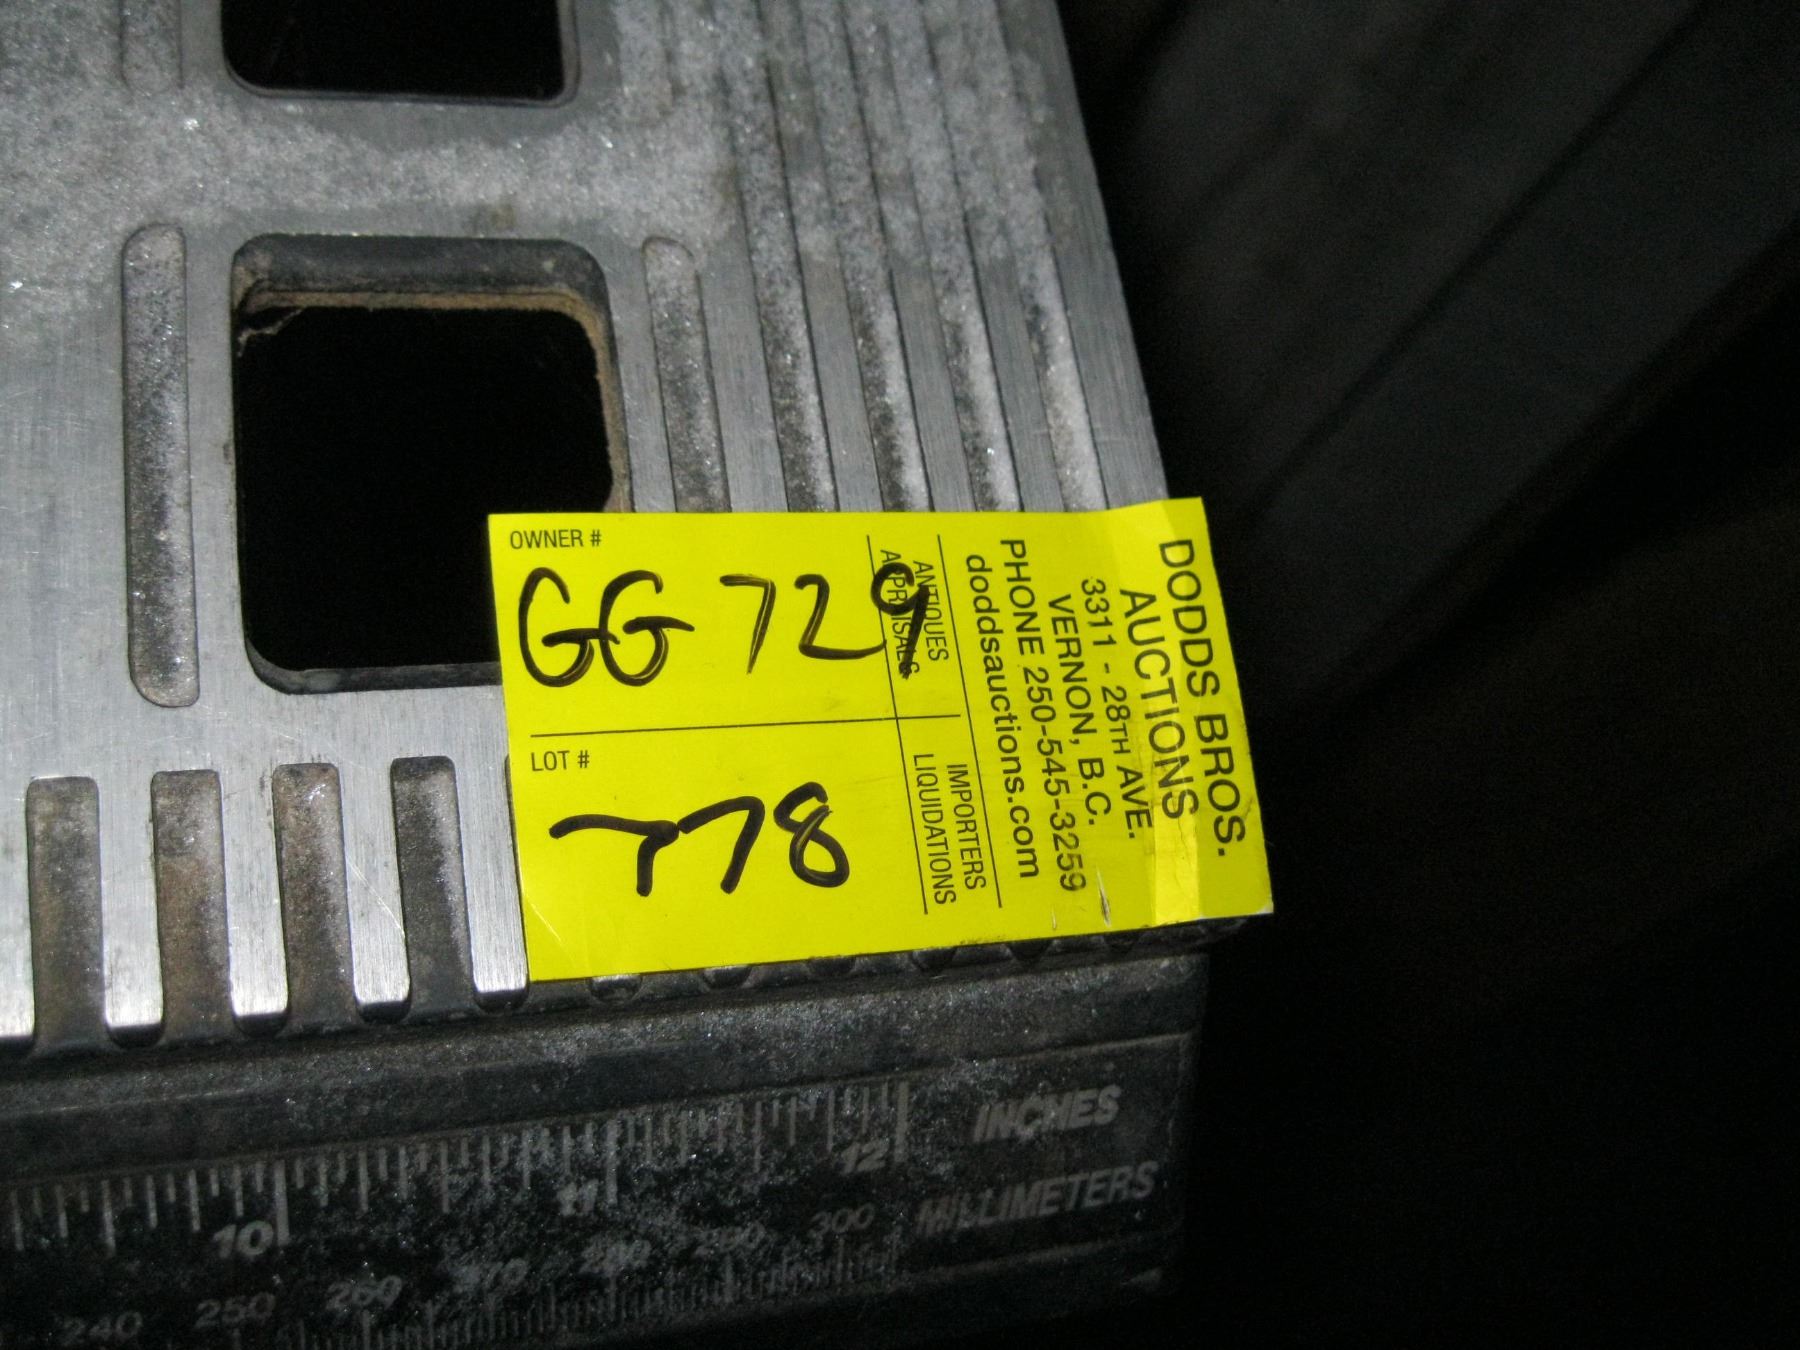 OWNER #
GG 729
LOT #
778
DODDS BROS.
AUCTIONS
3311 - 28TH AVE.
VERNON, B.C.
PHONE 250-545-3259
doddsauctions.com
ANTIQUES
APPRAISALS
IMPORTERS
LIQUIDATIONS
INCHES
10 11 12
MILLIMETERS
240 250 260 270 280 290 300